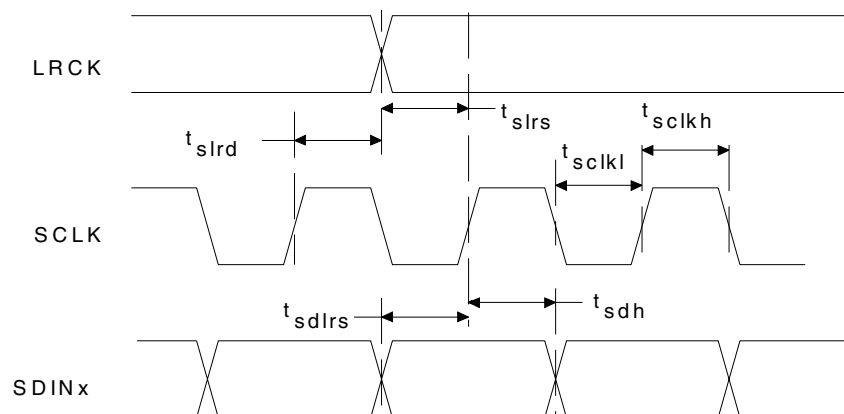 LRCK
t slrs
t sclkh
t slrd
t sclkl
SCLK
t sdlrs
t sdh
SDINx